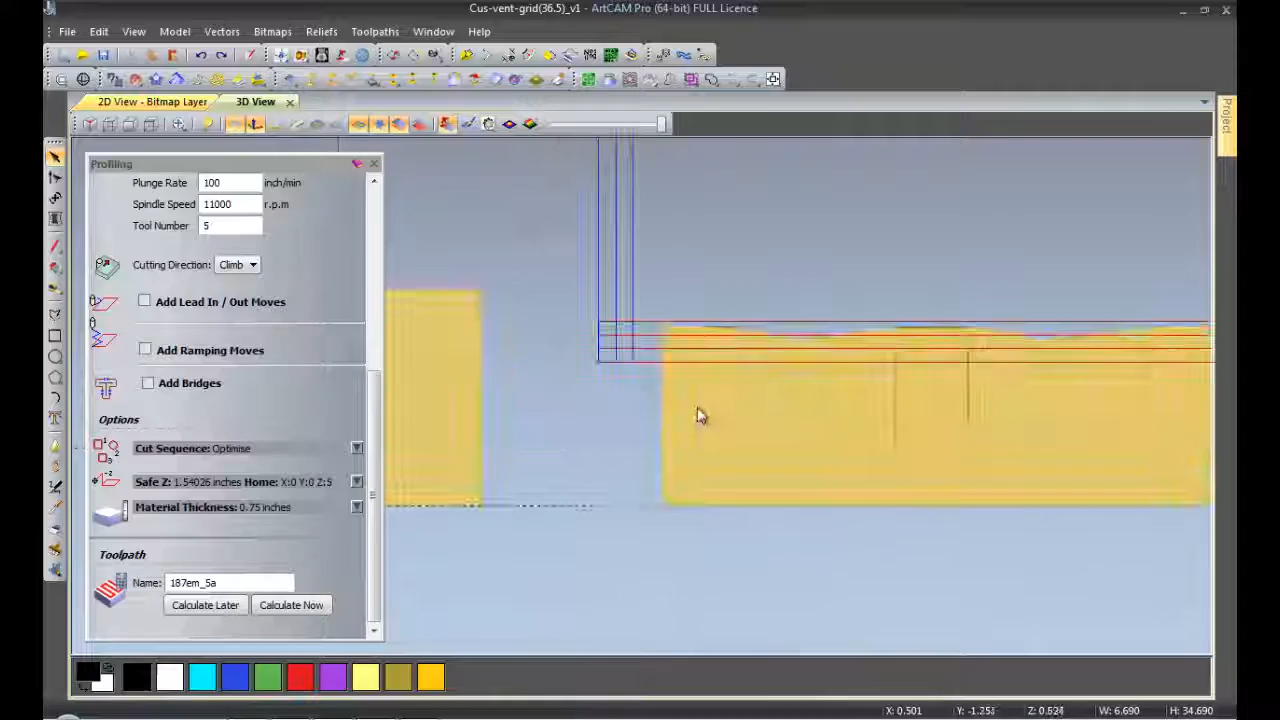 Cus-vent-grid(36.5)_v1 - ArtCAM Pro (64-bit) FULL Licence
File Edit View Model Vectors Bitmaps Reliefs Toolpaths Window Help
2D View - Bitmap Layer 3D View
Project
Profiling
Plunge Rate 100 inch/min
Spindle Speed 11000 r.p.m
Tool Number 5
Cutting Direction: Climb
Add Lead In / Out Moves
Add Ramping Moves
Add Bridges
Options
Cut Sequence: Optimise
Safe Z: 1.54026 inches Home: X:0 Y:0 Z:5
Material Thickness: 0.75 inches
Toolpath
Name: 187em_5a
Calculate Later Calculate Now
X: 0.501 Y: -1.25 Z: 0.524 W: 6.690 H: 34.690